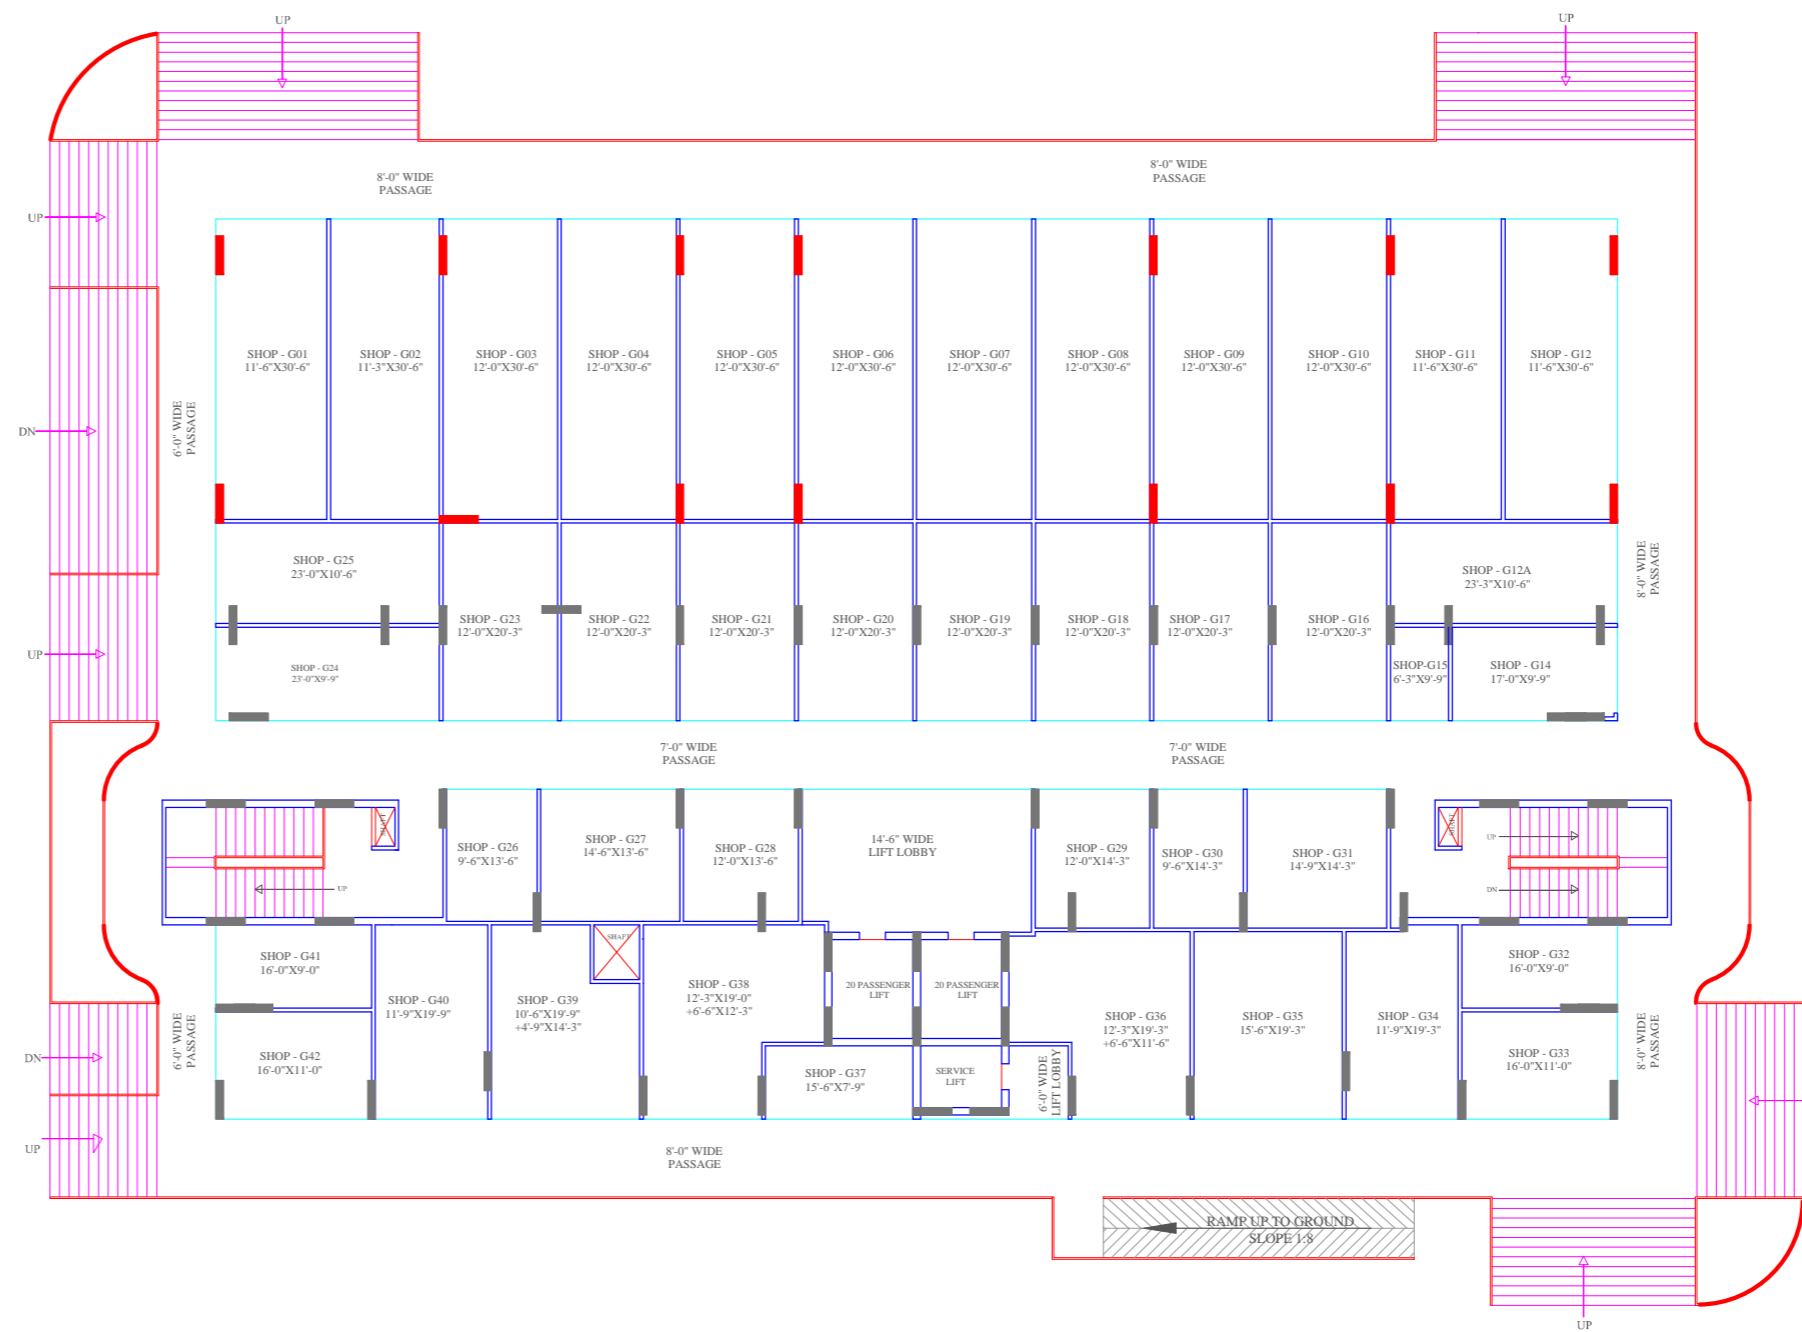 UP
UP
8'-0" WIDE
PASSAGE
8'-0" WIDE
PASSAGE
UP
SHOP - G01
11'-6"X30'-6"
SHOP - G02
11'-3"X30'-6"
SHOP - G03
12'-0"X30'-6"
SHOP - G04
12'-0"X30'-6"
SHOP - G05
12'-0"X30'-6"
SHOP - G06
12'-0"X30'-6"
SHOP - G07
12'-0"X30'-6"
SHOP - G08
12'-0"X30'-6"
SHOP - G09
12'-0"X30'-6"
SHOP - G10
12'-0"X30'-6"
SHOP - G11
11'-6"X30'-6"
SHOP - G12
11'-6"X30'-6"
DN
6'-0" WIDE
PASSAGE
SHOP - G25
23'-0"X10'-6"
SHOP - G12A
23'-3"X10'-6"
8'-0" WIDE
PASSAGE
SHOP - G23
12'-0"X20'-3"
SHOP - G22
12'-0"X20'-3"
SHOP - G21
12'-0"X20'-3"
SHOP - G20
12'-0"X20'-3"
SHOP - G19
12'-0"X20'-3"
SHOP - G18
12'-0"X20'-3"
SHOP - G17
12'-0"X20'-3"
SHOP - G16
12'-0"X20'-3"
UP
SHOP - G24
23'-0"X9'-9"
SHOP-G15
6'-3"X9'-9"
SHOP - G14
17'-0"X9'-9"
7'-0" WIDE
PASSAGE
7'-0" WIDE
PASSAGE
SHAFT
SHOP - G26
9'-6"X13'-6"
SHOP - G27
14'-6"X13'-6"
SHOP - G28
12'-0"X13'-6"
14'-6" WIDE
LIFT LOBBY
SHOP - G29
12'-0"X14'-3"
SHOP - G30
9'-6"X14'-3"
SHOP - G31
14'-9"X14'-3"
SHAFT
UP
UP
DN
SHOP - G41
16'-0"X9'-0"
SHAFT
SHOP - G32
16'-0"X9'-0"
SHOP - G40
11'-9"X19'-9"
SHOP - G39
10'-6"X19'-9"
+4'-9"X14'-3"
SHOP - G38
12'-3"X19'-0"
+6'-6"X12'-3"
20 PASSENGER
LIFT
20 PASSENGER
LIFT
SHOP - G36
12'-3"X19'-3"
+6'-6"X11'-6"
SHOP - G35
15'-6"X19'-3"
SHOP - G34
11'-9"X19'-3"
DN
6'-0" WIDE
PASSAGE
SHOP - G42
16'-0"X11'-0"
SHOP - G37
15'-6"X7'-9"
SERVICE
LIFT
6'-0" WIDE
LIFT LOBBY
SHOP - G33
16'-0"X11'-0"
8'-0" WIDE
PASSAGE
UP
8'-0" WIDE
PASSAGE
RAMP UP TO GROUND
SLOPE 1:8
UP